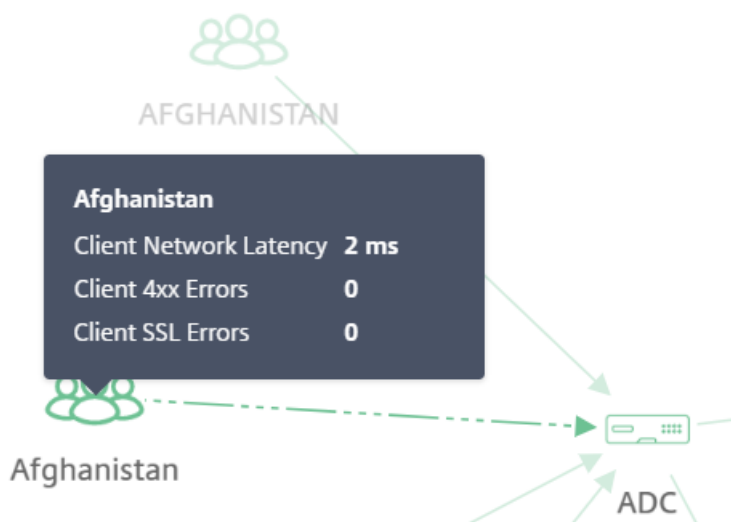 AFGHANISTAN
Afghanistan
Client Network Latency 2 ms
Client 4xx Errors 0
Client SSL Errors 0
Afghanistan
ADC